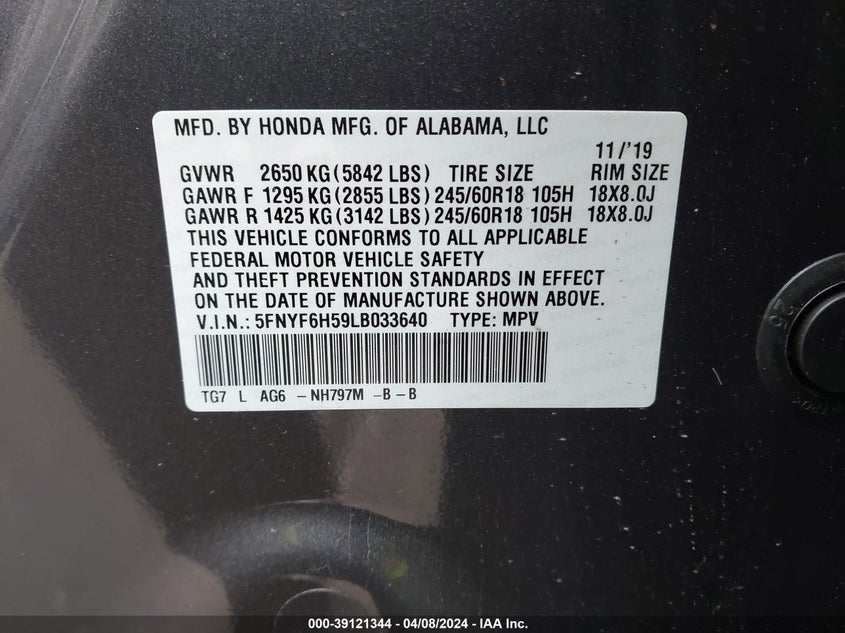 MFD. BY HONDA MFG. OF ALABAMA, LLC
11/'19
GVWR 2650 KG (5842 LBS) TIRE SIZE RIM SIZE
GAWR F 1295 KG (2855 LBS) 245/60R18 105H 18X8.0J
GAWR R 1425 KG (3142 LBS) 245/60R18 105H 18X8.0J
THIS VEHICLE CONFORMS TO ALL APPLICABLE
FEDERAL MOTOR VEHICLE SAFETY
AND THEFT PREVENTION STANDARDS IN EFFECT
ON THE DATE OF MANUFACTURE SHOWN ABOVE.
V.I.N.: 5FNYF6H59LB033640 TYPE: MPV
TG7 L AG6 -NH797M -B-B
000-39121344 - 04/08/2024 - IAA Inc.